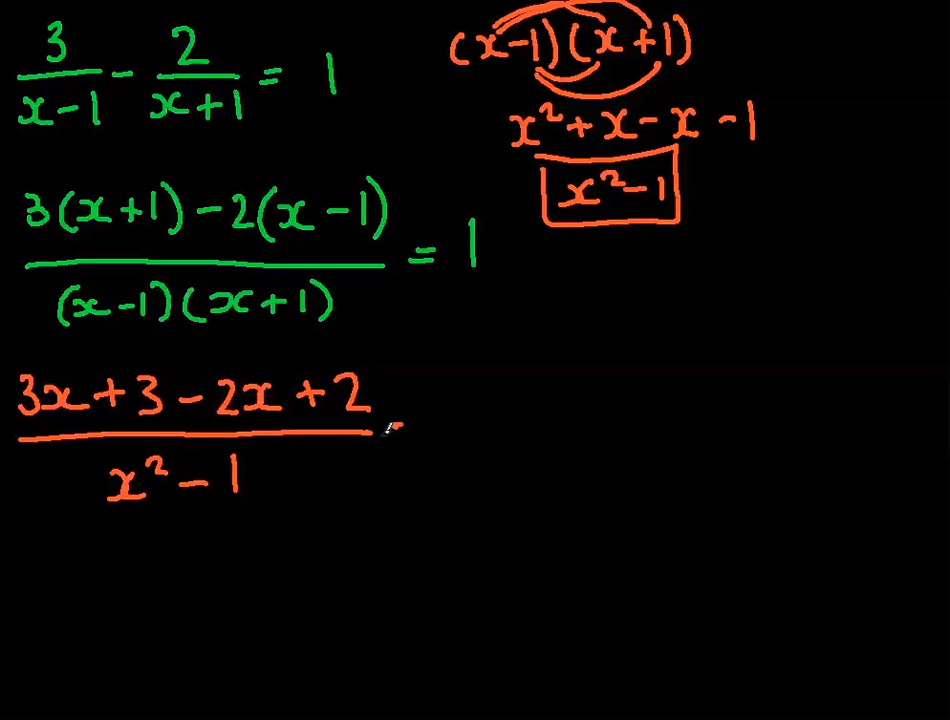 3/(x-1) - 2/(x+1) = 1
(x-1)(x+1)
x² + x - x - 1
x² - 1
(3(x+1) - 2(x-1))/((x-1)(x+1)) = 1
(3x + 3 - 2x + 2)/(x² - 1)